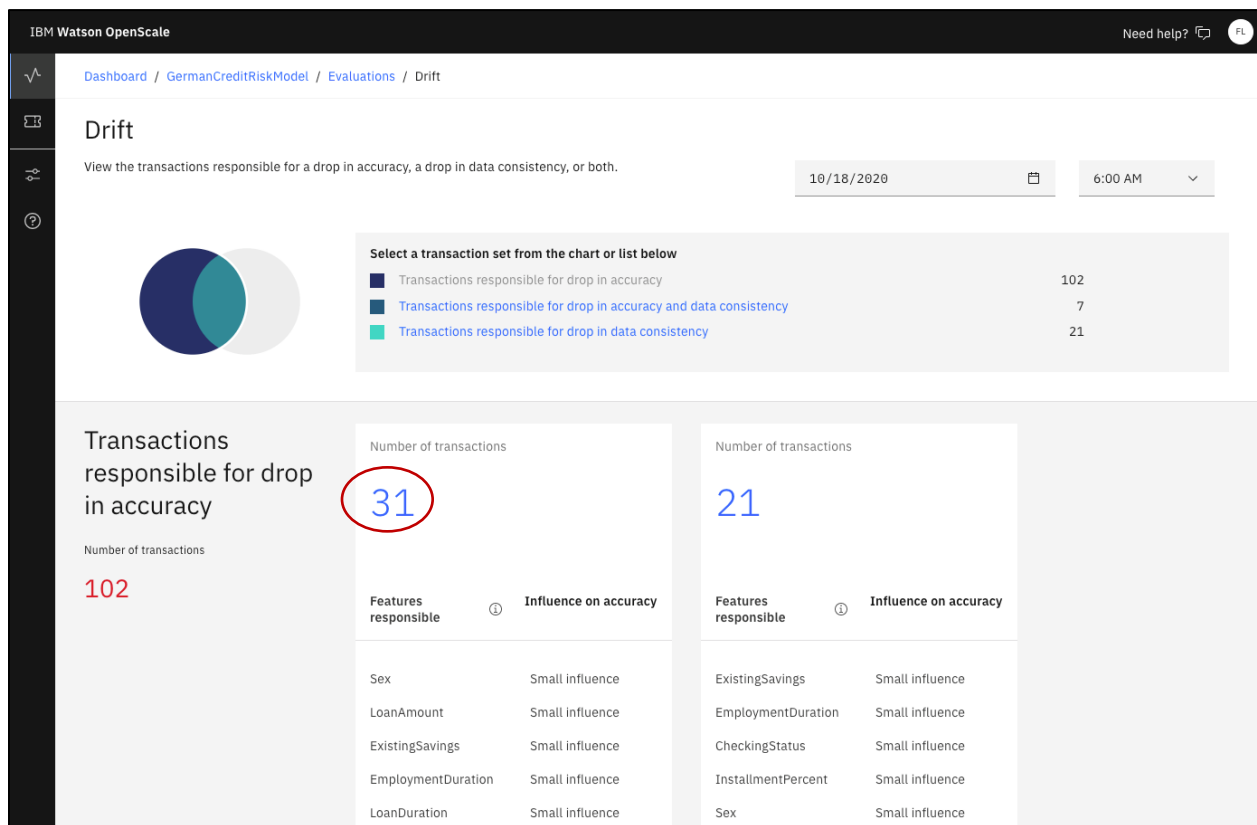 IBM Watson OpenScale
Need help?
FL
Dashboard / GermanCreditRiskModel / Evaluations / Drift
Drift
View the transactions responsible for a drop in accuracy, a drop in data consistency, or both.
10/18/2020
6:00 AM
Select a transaction set from the chart or list below
Transactions responsible for drop in accuracy 102
Transactions responsible for drop in accuracy and data consistency 7
Transactions responsible for drop in data consistency 21
Transactions
responsible for drop
in accuracy
Number of transactions
102
Number of transactions
31
Features
responsible
Influence on accuracy
Sex Small influence
LoanAmount Small influence
ExistingSavings Small influence
EmploymentDuration Small influence
LoanDuration Small influence
Number of transactions
21
Features
responsible
Influence on accuracy
ExistingSavings Small influence
EmploymentDuration Small influence
CheckingStatus Small influence
InstallmentPercent Small influence
Sex Small influence